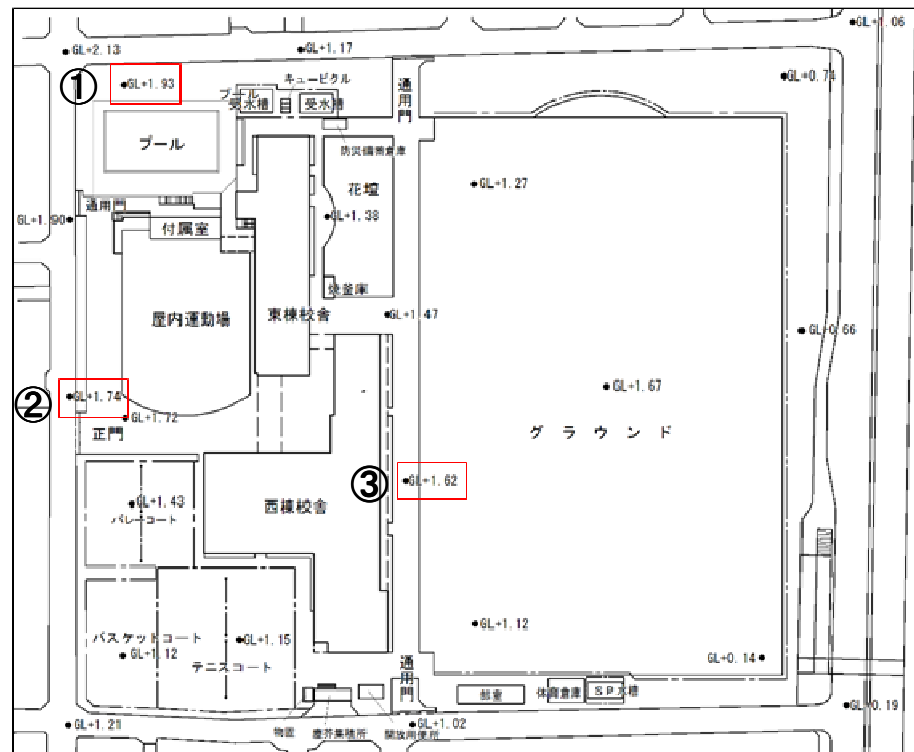 GL+1.06
GL+2.13
GL+1.17
①
GL+1.93
キュービクル
通用門
GL+0.74
プール
受水槽
受水槽
プール
防災備蓄倉庫
花壇
GL+1.27
通用門
GL+1.90
付属室
GL+1.38
焼釜庫
屋内運動場
東棟校舎
GL+1.47
GL+0.66
②
GL+1.74
GL+1.72
GL+1.67
正門
グラウンド
③
GL+1.62
GL+1.43
バレーコート
西棟校舎
GL+1.12
バスケットコート
GL+1.15
GL+1.12
テニスコート
通用門
GL+0.14
部室
体育倉庫
SP水槽
GL+1.21
物置
塵芥集積所
開放用便所
GL+1.02
GL+0.19